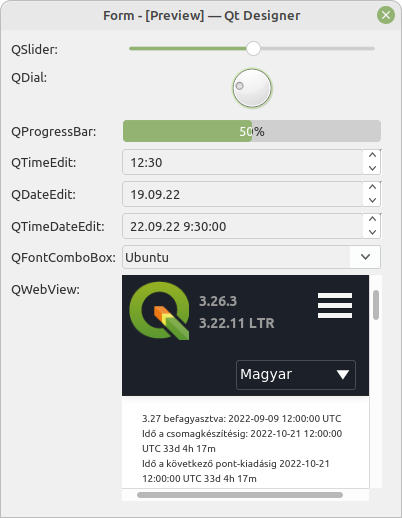 Form - [Preview] — Qt Designer
QSlider:
QDial:
QProgressBar: 50%
QTimeEdit: 12:30
QDateEdit: 19.09.22
QTimeDateEdit: 22.09.22 9:30:00
QFontComboBox: Ubuntu
QWebView:
3.26.3
3.22.11 LTR
Magyar
3.27 befagyasztva: 2022-09-09 12:00:00 UTC
Idő a csomagkészítésig: 2022-10-21 12:00:00
UTC 33d 4h 17m
Idő a következő pont-kiadásig 2022-10-21
12:00:00 UTC 33d 4h 17m